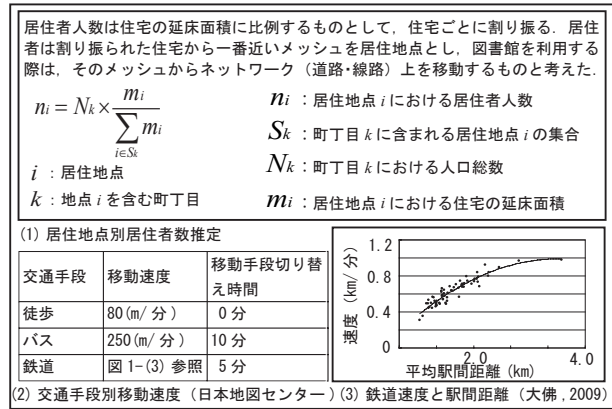 居住者人数は住宅の延床面積に比例するものとして，住宅ごとに割り振る．居住
者は割り振られた住宅から一番近いメッシュを居住地点とし，図書館を利用する
際は，そのメッシュからネットワーク（道路・線路）上を移動するものと考えた．
ni = Nk × mi / ∑ i∈Sk mi
i ：居住地点
k ：地点 i を含む町丁目
ni ：居住地点 i における居住者人数
Sk ：町丁目 k に含まれる居住地点 i の集合
Nk ：町丁目 k における人口総数
mi ：居住地点 i における住宅の延床面積
(1) 居住地点別居住者数推定
交通手段 移動速度 移動手段切り替
え時間
徒歩 80(m/分) 0分
バス 250(m/分) 10分
鉄道 図1-(3)参照 5分
速度 (km/分)
1.2
0.8
0.4
0
2.0 4.0
平均駅間距離 (km)
(2) 交通手段別移動速度（日本地図センター）(3) 鉄道速度と駅間距離（大佛,2009）